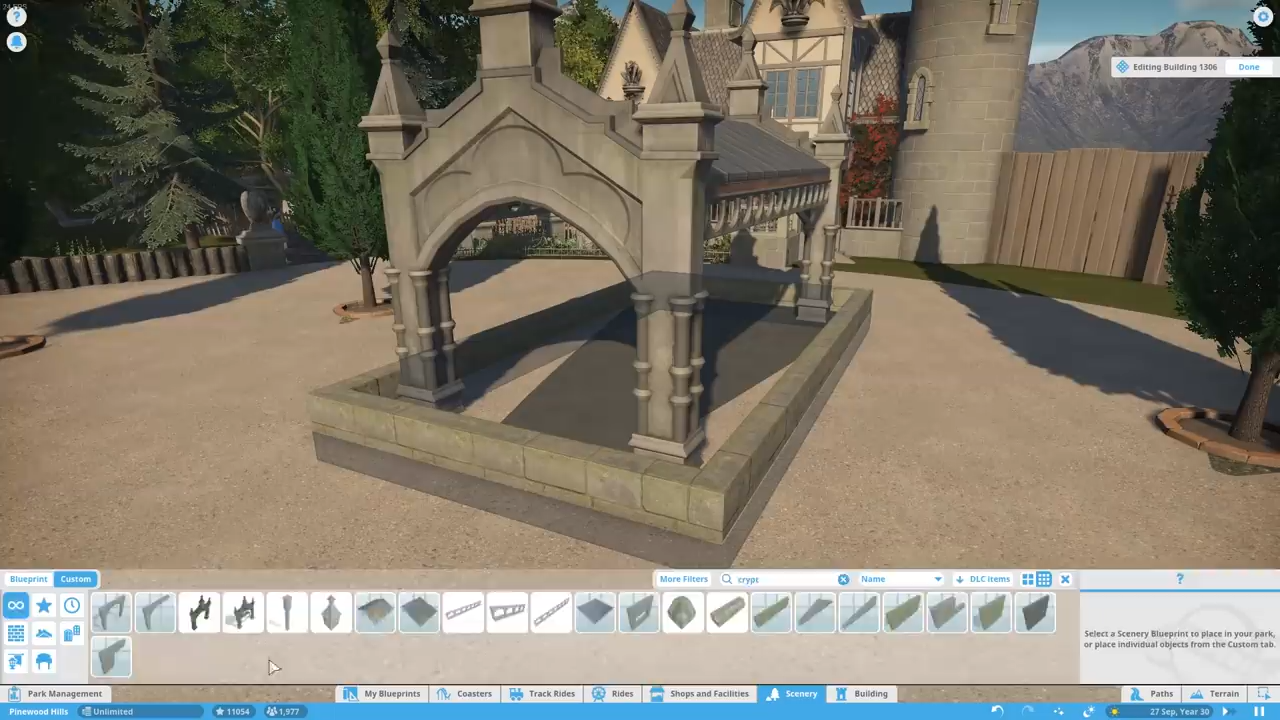 ?
Editing Building 1306 Done
Blueprint Custom More Filters crypt Name DLC items ?
Select a Scenery Blueprint to place in your park,
or place individual objects from the Custom tab.
Park Management My Blueprints Coasters Track Rides Rides Shops and Facilities Scenery Building Paths Terrain
Pinewood Hills Unlimited 11054 1,977 27 Sep, Year 30